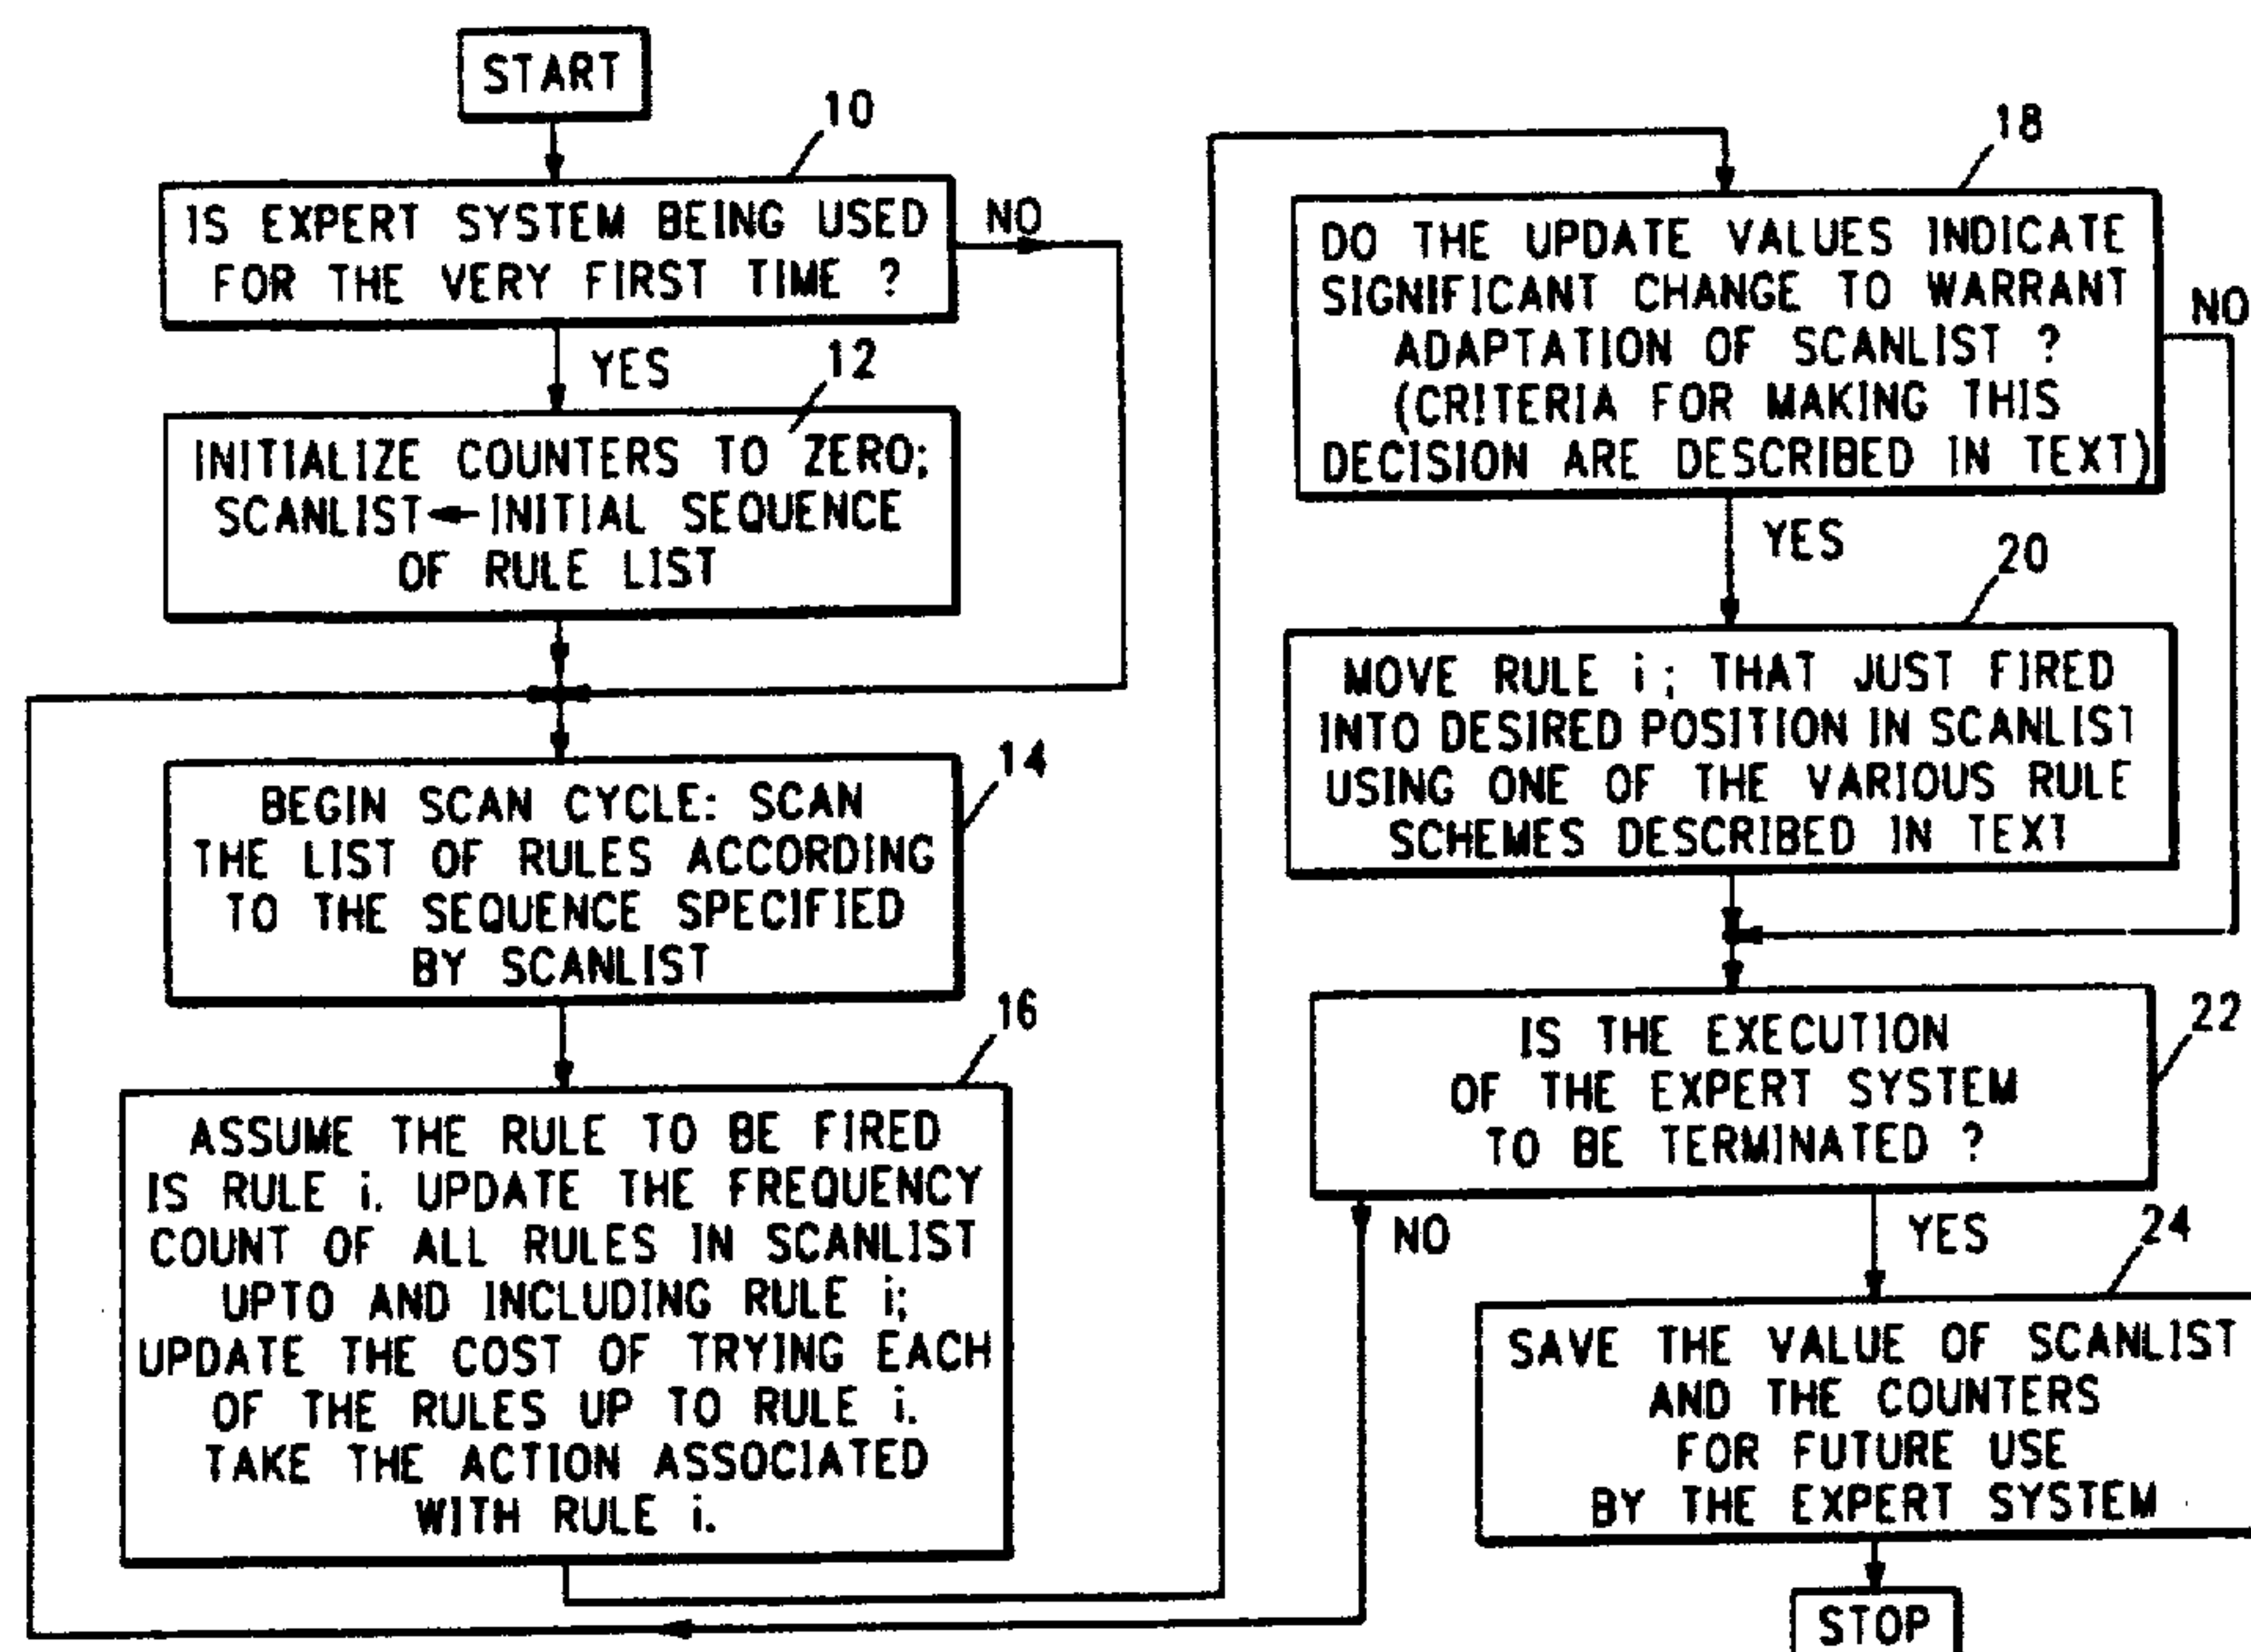 START
10
IS EXPERT SYSTEM BEING USED
FOR THE VERY FIRST TIME ?
NO
YES
12
INITIALIZE COUNTERS TO ZERO;
SCANLIST←INITIAL SEQUENCE
OF RULE LIST
14
BEGIN SCAN CYCLE: SCAN
THE LIST OF RULES ACCORDING
TO THE SEQUENCE SPECIFIED
BY SCANLIST
16
ASSUME THE RULE TO BE FIRED
IS RULE i. UPDATE THE FREQUENCY
COUNT OF ALL RULES IN SCANLIST
UPTO AND INCLUDING RULE i;
UPDATE THE COST OF TRYING EACH
OF THE RULES UP TO RULE i.
TAKE THE ACTION ASSOCIATED
WITH RULE i.
18
DO THE UPDATE VALUES INDICATE
SIGNIFICANT CHANGE TO WARRANT
ADAPTATION OF SCANLIST ?
(CRITERIA FOR MAKING THIS
DECISION ARE DESCRIBED IN TEXT)
NO
YES
20
MOVE RULE i ; THAT JUST FIRED
INTO DESIRED POSITION IN SCANLIST
USING ONE OF THE VARIOUS RULE
SCHEMES DESCRIBED IN TEXT
22
IS THE EXECUTION
OF THE EXPERT SYSTEM
TO BE TERMINATED ?
NO
YES
24
SAVE THE VALUE OF SCANLIST
AND THE COUNTERS
FOR FUTURE USE
BY THE EXPERT SYSTEM
STOP